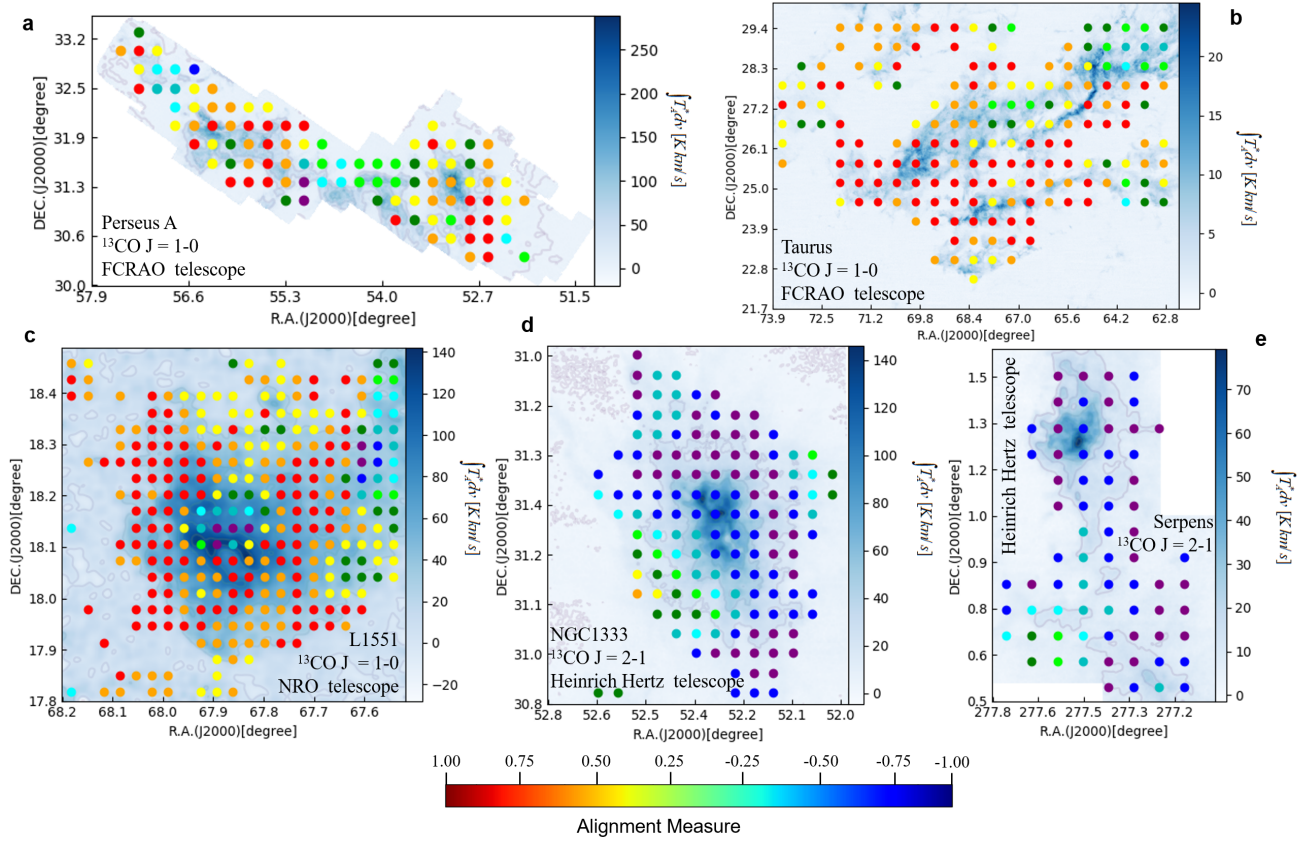 a
33.2
32.5
31.9
31.3
30.6
30.0
DEC.(J2000)[degree]
Perseus A
¹³CO J = 1-0
FCRAO telescope
57.9 56.6 55.3 54.0 52.7 51.5
R.A.(J2000)[degree]
250
200
150
100
50
0
∫T*_A dv [K km/s]
b
29.4
28.3
27.2
26.1
25.0
23.9
22.8
21.7
DEC.(J2000)[degree]
Taurus
¹³CO J = 1-0
FCRAO telescope
73.9 72.5 71.2 69.8 68.4 67.0 65.6 64.2 62.8
R.A.(J2000)[degree]
20
15
10
5
0
∫T*_A dv [K km/s]
c
18.4
18.3
18.2
18.1
18.0
17.9
17.8
DEC.(J2000)[degree]
L1551
¹³CO J = 1-0
NRO telescope
68.2 68.1 68.0 67.9 67.8 67.7 67.6
R.A.(J2000)[degree]
140
120
100
80
60
40
20
0
−20
∫T*_A dv [K km/s]
d
31.0
31.2
31.3
31.4
31.2
31.1
31.0
30.8
DEC.(J2000)[degree]
NGC1333
¹³CO J = 2-1
Heinrich Hertz telescope
52.8 52.6 52.5 52.4 52.2 52.1 52.0
R.A.(J2000)[degree]
140
120
100
80
60
40
20
0
∫T*_A dv [K km/s]
e
1.5
1.3
1.2
1.0
0.9
0.8
0.6
0.5
DEC.(J2000)[degree]
Heinrich Hertz telescope
Serpens
¹³CO J = 2-1
277.8 277.6 277.5 277.3 277.2
R.A.(J2000)[degree]
70
60
50
40
30
20
10
0
∫T*_A dv [K km/s]
1.00 0.75 0.50 0.25 -0.25 -0.50 -0.75 -1.00
Alignment Measure